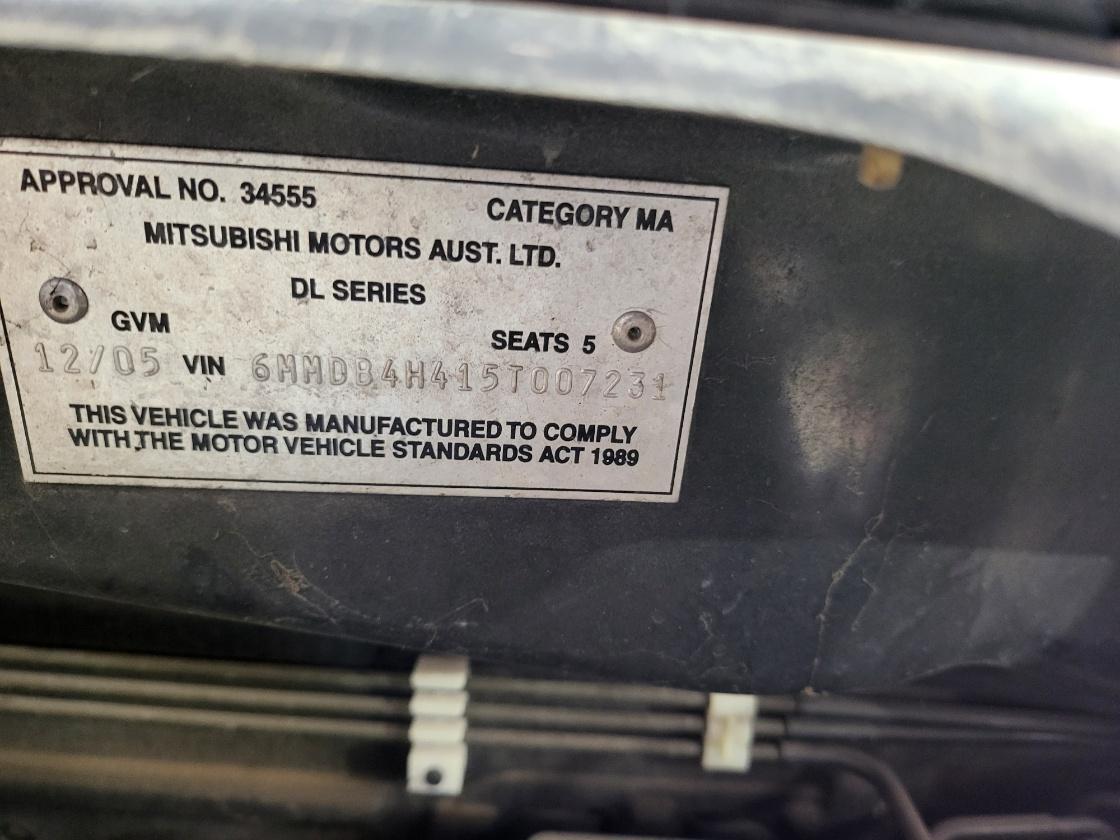 APPROVAL NO. 34555 CATEGORY MA
MITSUBISHI MOTORS AUST. LTD.
DL SERIES
GVM SEATS 5
12/05 VIN 6MMDB4H415T007231
THIS VEHICLE WAS MANUFACTURED TO COMPLY
WITH THE MOTOR VEHICLE STANDARDS ACT 1989